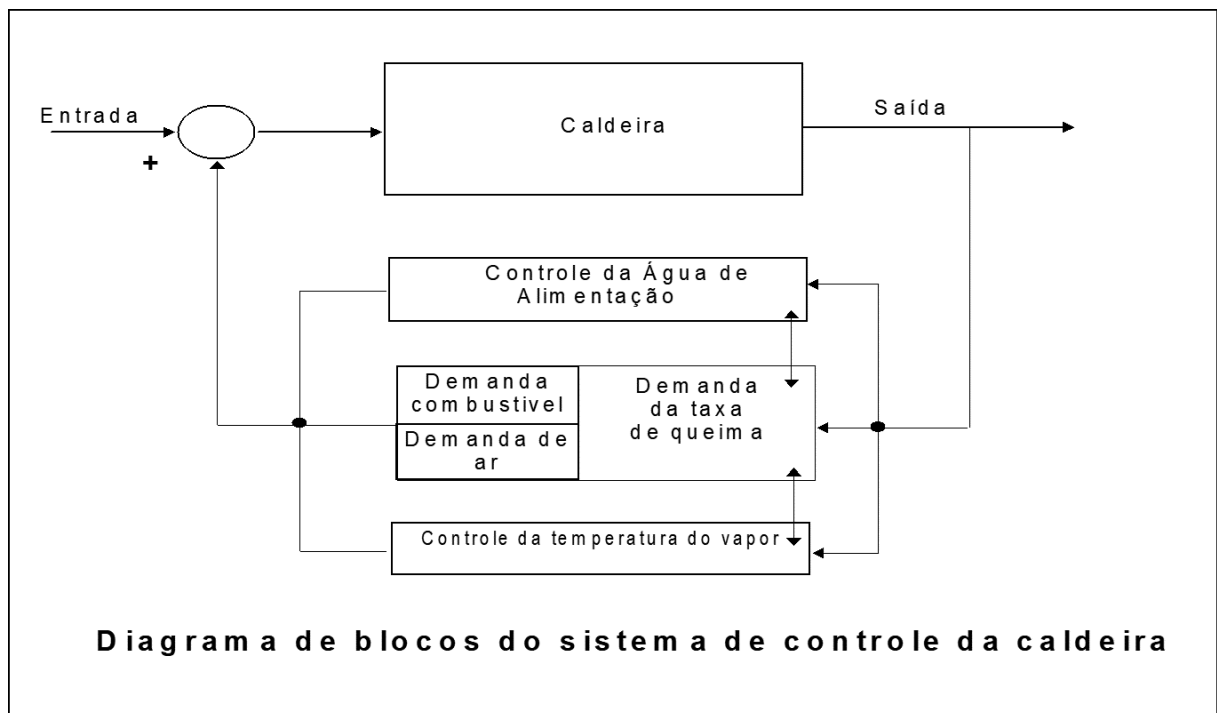 Entrada
+
Caldeira
Saída
Controle da Água de
Alimentação
Demanda
combustivel
Demanda de
ar
Demanda
da taxa
de queima
Controle da temperatura do vapor
Diagrama de blocos do sistema de controle da caldeira